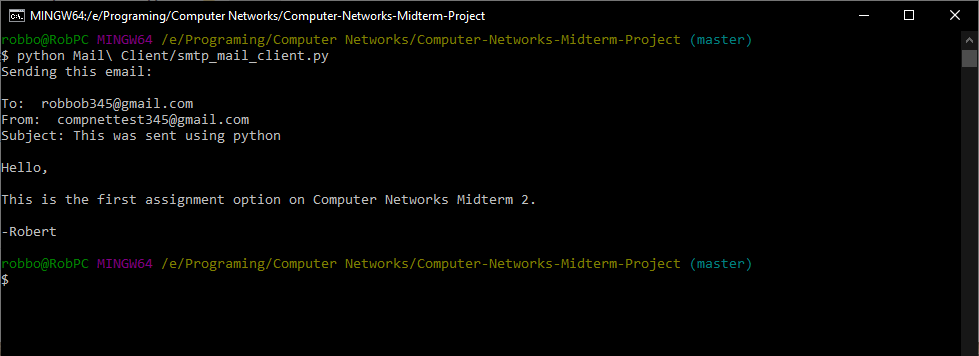 MINGW64:/e/Programing/Computer Networks/Computer-Networks-Midterm-Project
robbo@RobPC MINGW64 /e/Programing/Computer Networks/Computer-Networks-Midterm-Project (master)
$ python Mail\ Client/smtp_mail_client.py
Sending this email:
To:  robbob345@gmail.com
From:  compnettest345@gmail.com
Subject: This was sent using python
Hello,
This is the first assignment option on Computer Networks Midterm 2.
-Robert
robbo@RobPC MINGW64 /e/Programing/Computer Networks/Computer-Networks-Midterm-Project (master)
$